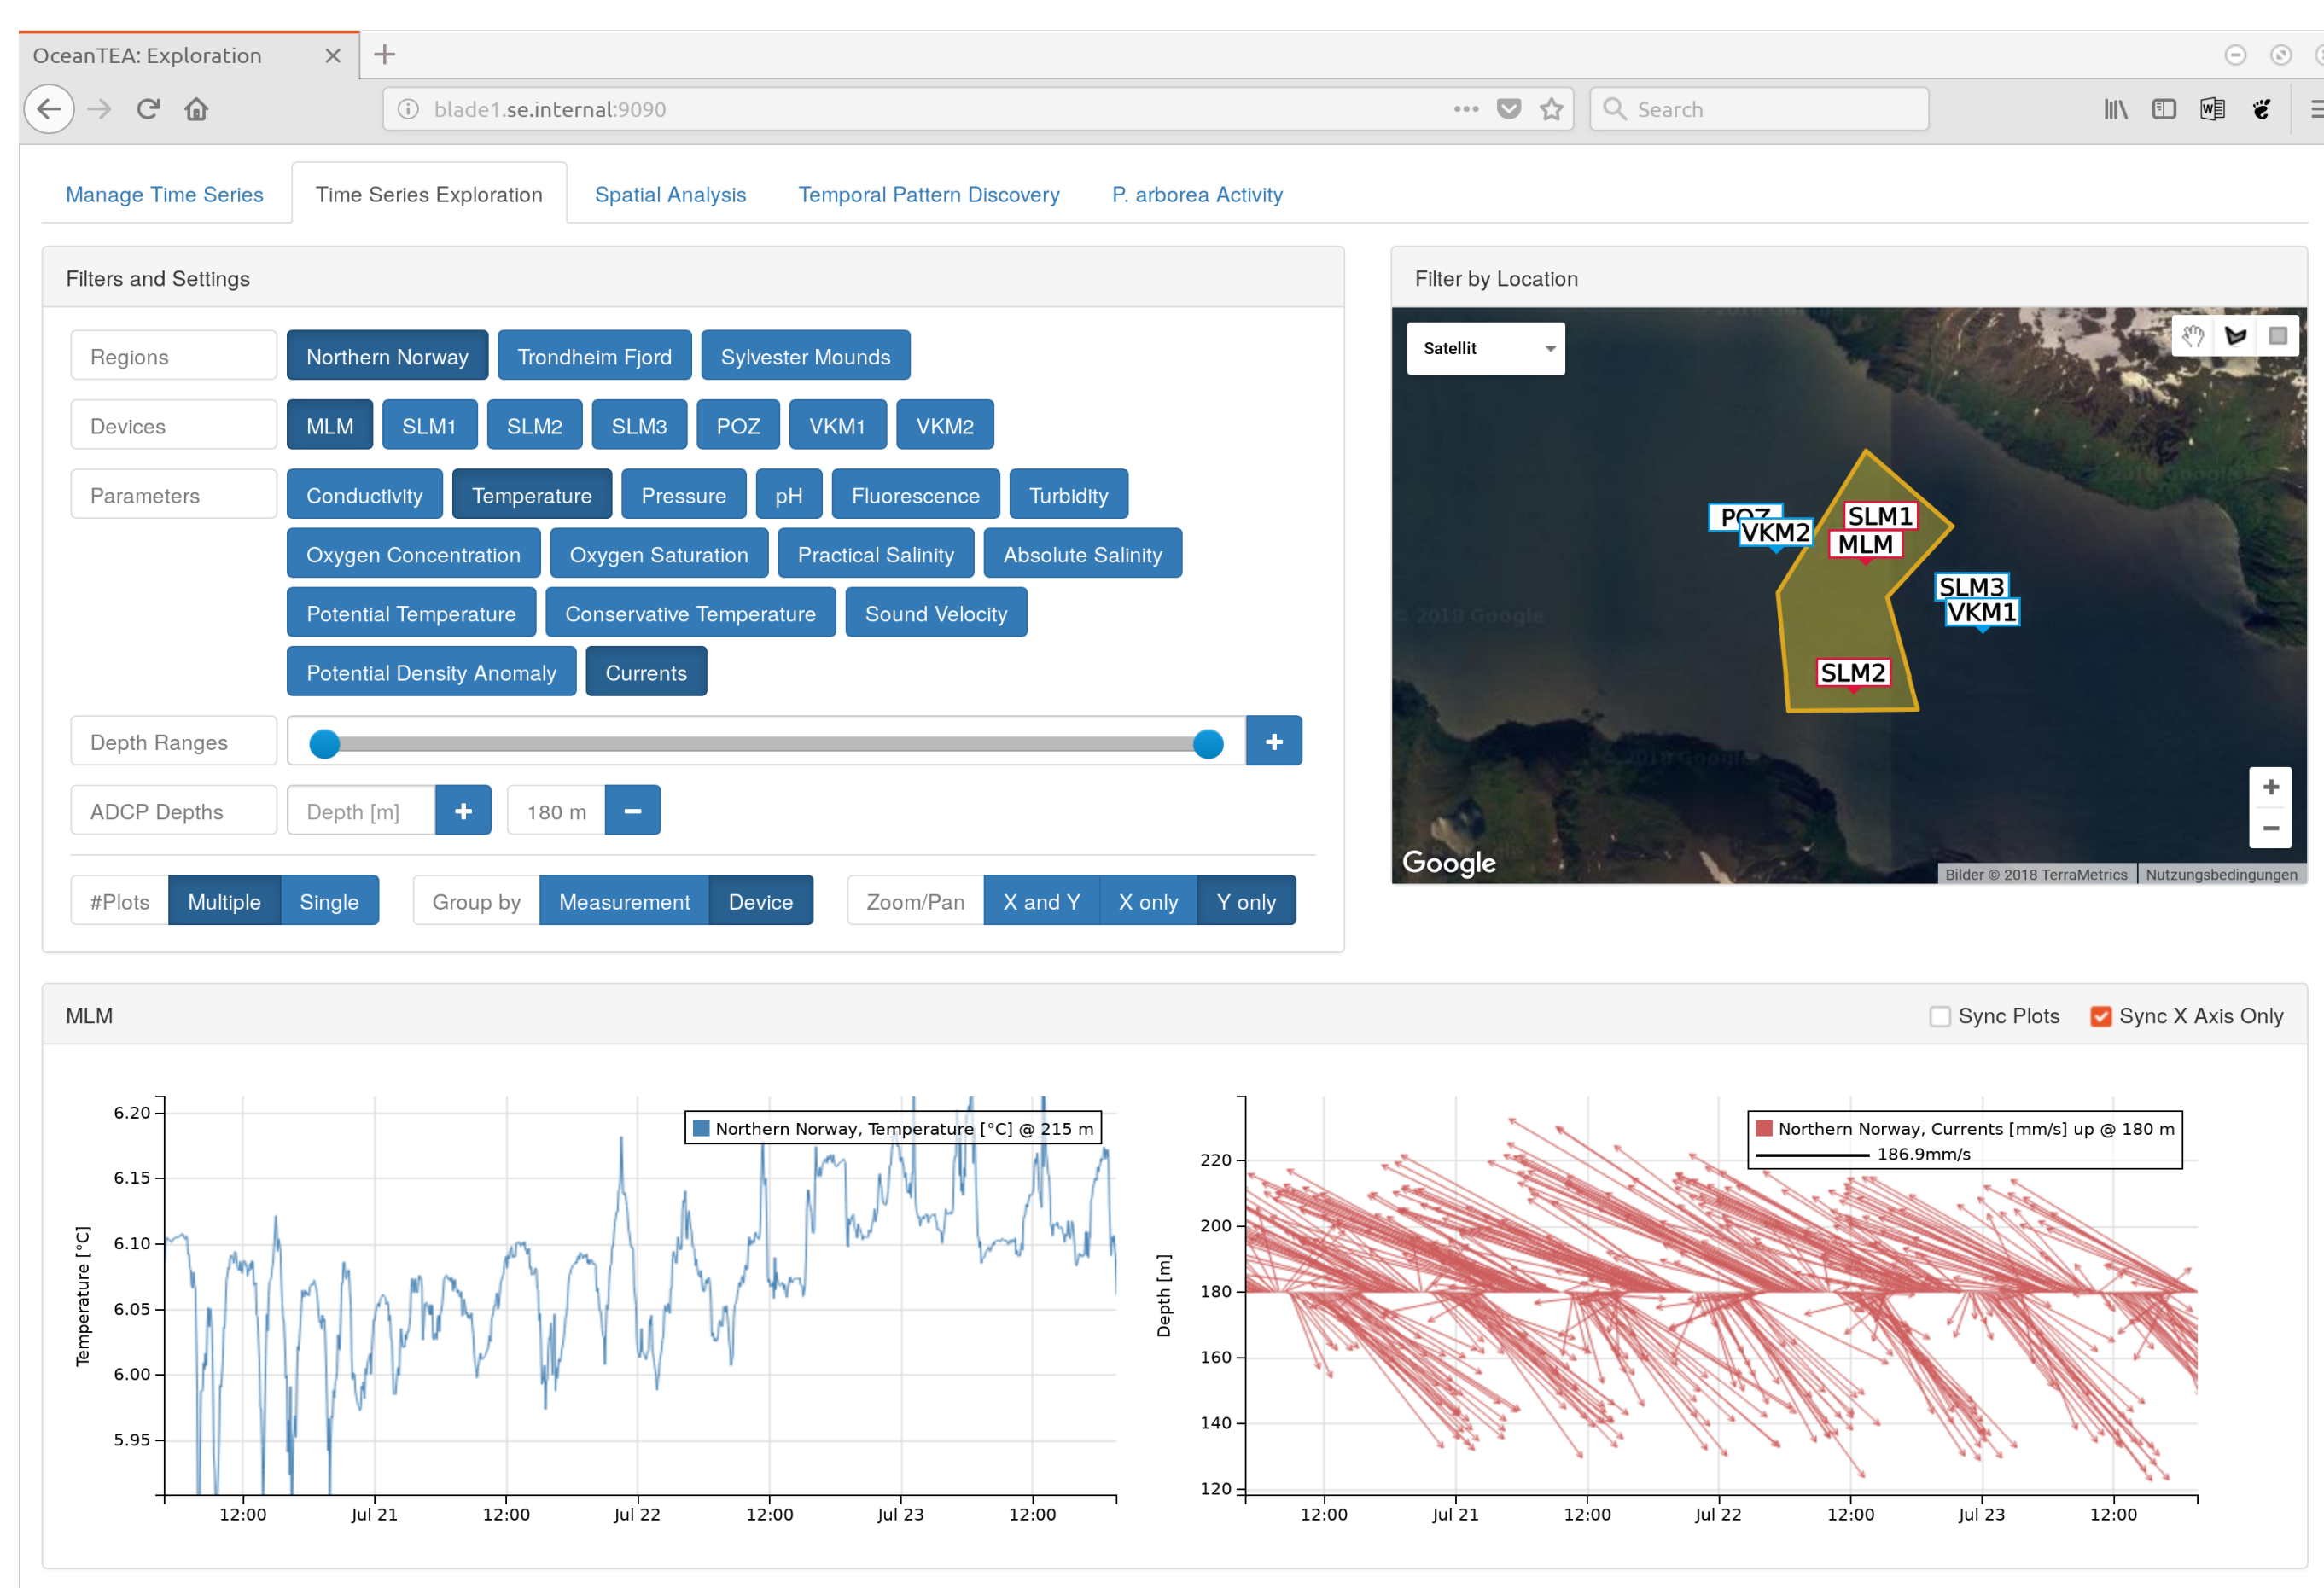 OceanTEA: Exploration
blade1.se.internal:9090
Search
Manage Time Series
Time Series Exploration
Spatial Analysis
Temporal Pattern Discovery
P. arborea Activity
Filters and Settings
Regions
Northern Norway
Trondheim Fjord
Sylvester Mounds
Devices
MLM
SLM1
SLM2
SLM3
POZ
VKM1
VKM2
Parameters
Conductivity
Temperature
Pressure
pH
Fluorescence
Turbidity
Oxygen Concentration
Oxygen Saturation
Practical Salinity
Absolute Salinity
Potential Temperature
Conservative Temperature
Sound Velocity
Potential Density Anomaly
Currents
Depth Ranges
+
ADCP Depths
Depth [m]
+
180 m
−
#Plots
Multiple
Single
Group by
Measurement
Device
Zoom/Pan
X and Y
X only
Y only
Filter by Location
Satellit
POZ
VKM2
SLM1
MLM
SLM3
VKM1
SLM2
© 2018 Google
2018 Google
2018 Google
+
−
Google
Bilder © 2018 TerraMetrics
Nutzungsbedingungen
MLM
Sync Plots
Sync X Axis Only
Northern Norway, Temperature [°C] @ 215 m
Temperature [°C]
6.20
6.15
6.10
6.05
6.00
5.95
12:00
Jul 21
12:00
Jul 22
12:00
Jul 23
12:00
Northern Norway, Currents [mm/s] up @ 180 m
186.9mm/s
Depth [m]
220
200
180
160
140
120
12:00
Jul 21
12:00
Jul 22
12:00
Jul 23
12:00